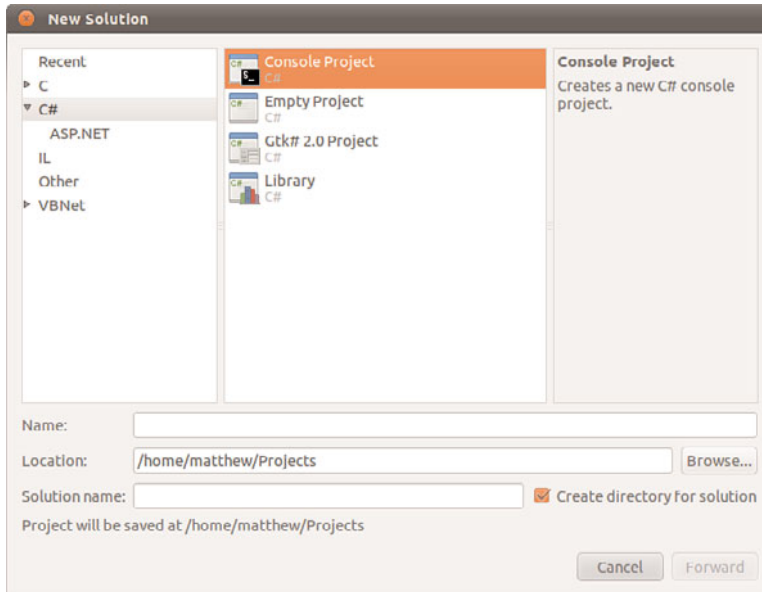 New Solution
Recent
C
C#
ASP.NET
IL
Other
VBNet
Console Project
C#
Empty Project
C#
Gtk# 2.0 Project
C#
Library
C#
Console Project
Creates a new C# console
project.
Name:
Location: /home/matthew/Projects Browse...
Solution name: Create directory for solution
Project will be saved at /home/matthew/Projects
Cancel Forward